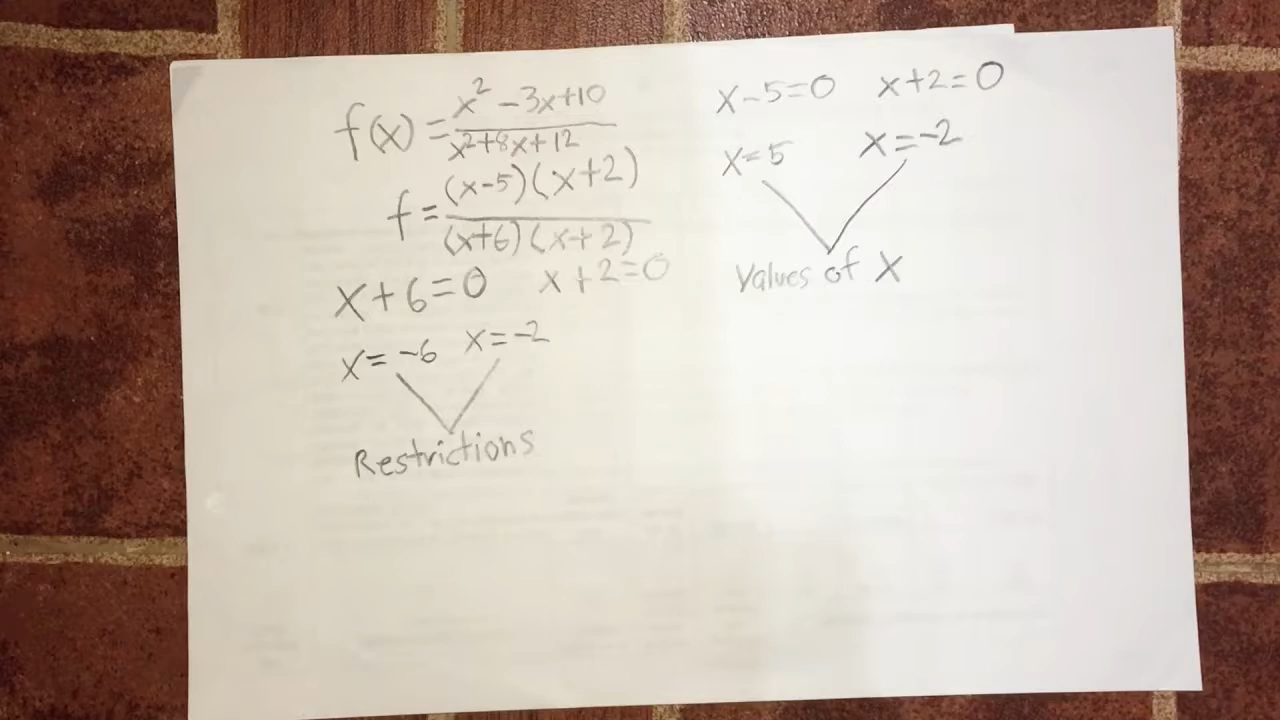 f(x) = x² - 3x + 10 / x² + 8x + 12
f = (x-5)(x+2) / (x+6)(x+2)
x + 6 = 0 x + 2 = 0
x = -6 x = -2
Restrictions
x - 5 = 0 x + 2 = 0
x = 5 x = -2
Values of x